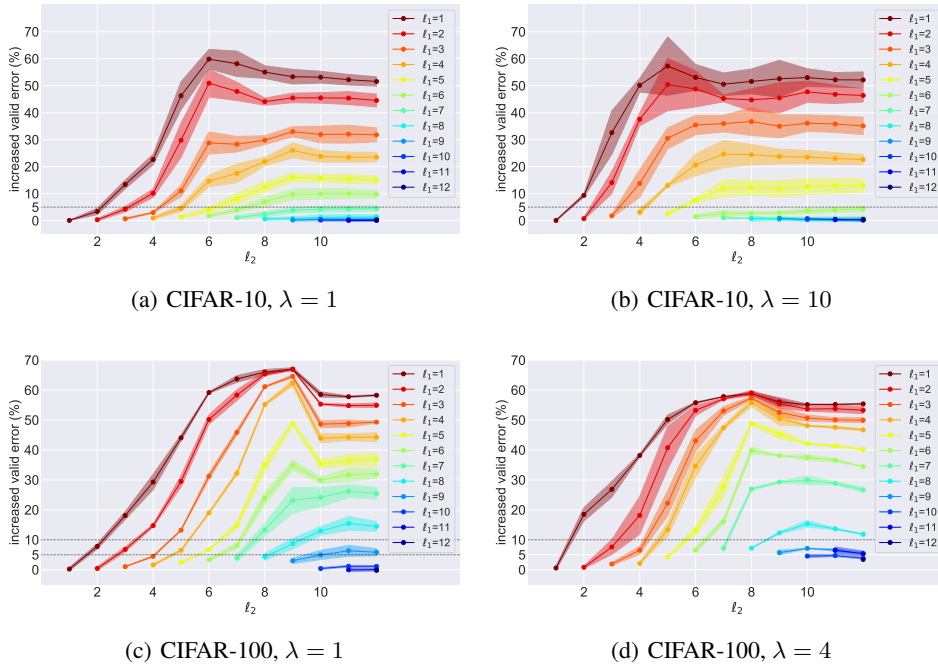 70
60
50
40
30
20
10
5
0
increased valid error (%)
2 4 6 8 10
ℓ₂
ℓ₁=1
ℓ₁=2
ℓ₁=3
ℓ₁=4
ℓ₁=5
ℓ₁=6
ℓ₁=7
ℓ₁=8
ℓ₁=9
ℓ₁=10
ℓ₁=11
ℓ₁=12
(a) CIFAR-10, λ = 1
70
60
50
40
30
20
10
5
0
increased valid error (%)
2 4 6 8 10
ℓ₂
ℓ₁=1
ℓ₁=2
ℓ₁=3
ℓ₁=4
ℓ₁=5
ℓ₁=6
ℓ₁=7
ℓ₁=8
ℓ₁=9
ℓ₁=10
ℓ₁=11
ℓ₁=12
(b) CIFAR-10, λ = 10
70
60
50
40
30
20
10
5
0
increased valid error (%)
2 4 6 8 10
ℓ₂
ℓ₁=1
ℓ₁=2
ℓ₁=3
ℓ₁=4
ℓ₁=5
ℓ₁=6
ℓ₁=7
ℓ₁=8
ℓ₁=9
ℓ₁=10
ℓ₁=11
ℓ₁=12
(c) CIFAR-100, λ = 1
70
60
50
40
30
20
10
5
0
increased valid error (%)
2 4 6 8 10
ℓ₂
ℓ₁=1
ℓ₁=2
ℓ₁=3
ℓ₁=4
ℓ₁=5
ℓ₁=6
ℓ₁=7
ℓ₁=8
ℓ₁=9
ℓ₁=10
ℓ₁=11
ℓ₁=12
(d) CIFAR-100, λ = 4